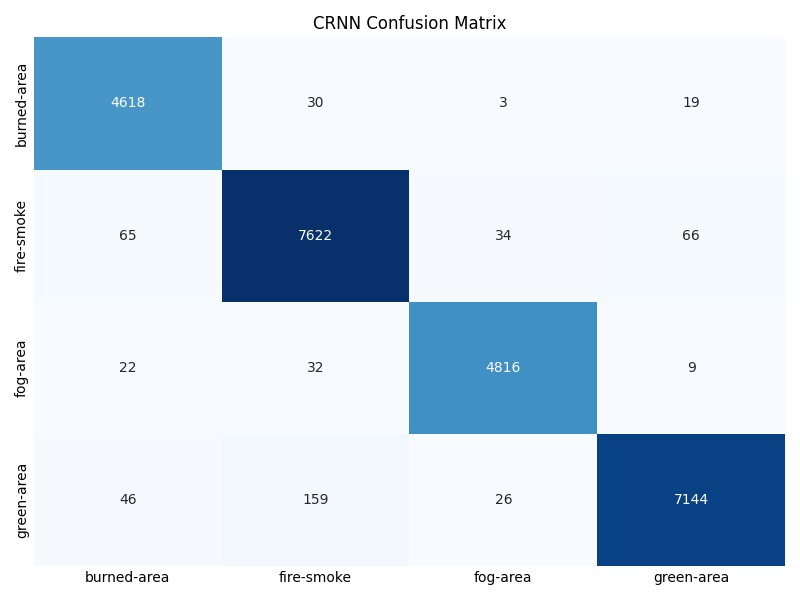 CRNN Confusion Matrix
burned-area
4618 30 3 19
fire-smoke
65 7622 34 66
fog-area
22 32 4816 9
green-area
46 159 26 7144
burned-area fire-smoke fog-area green-area